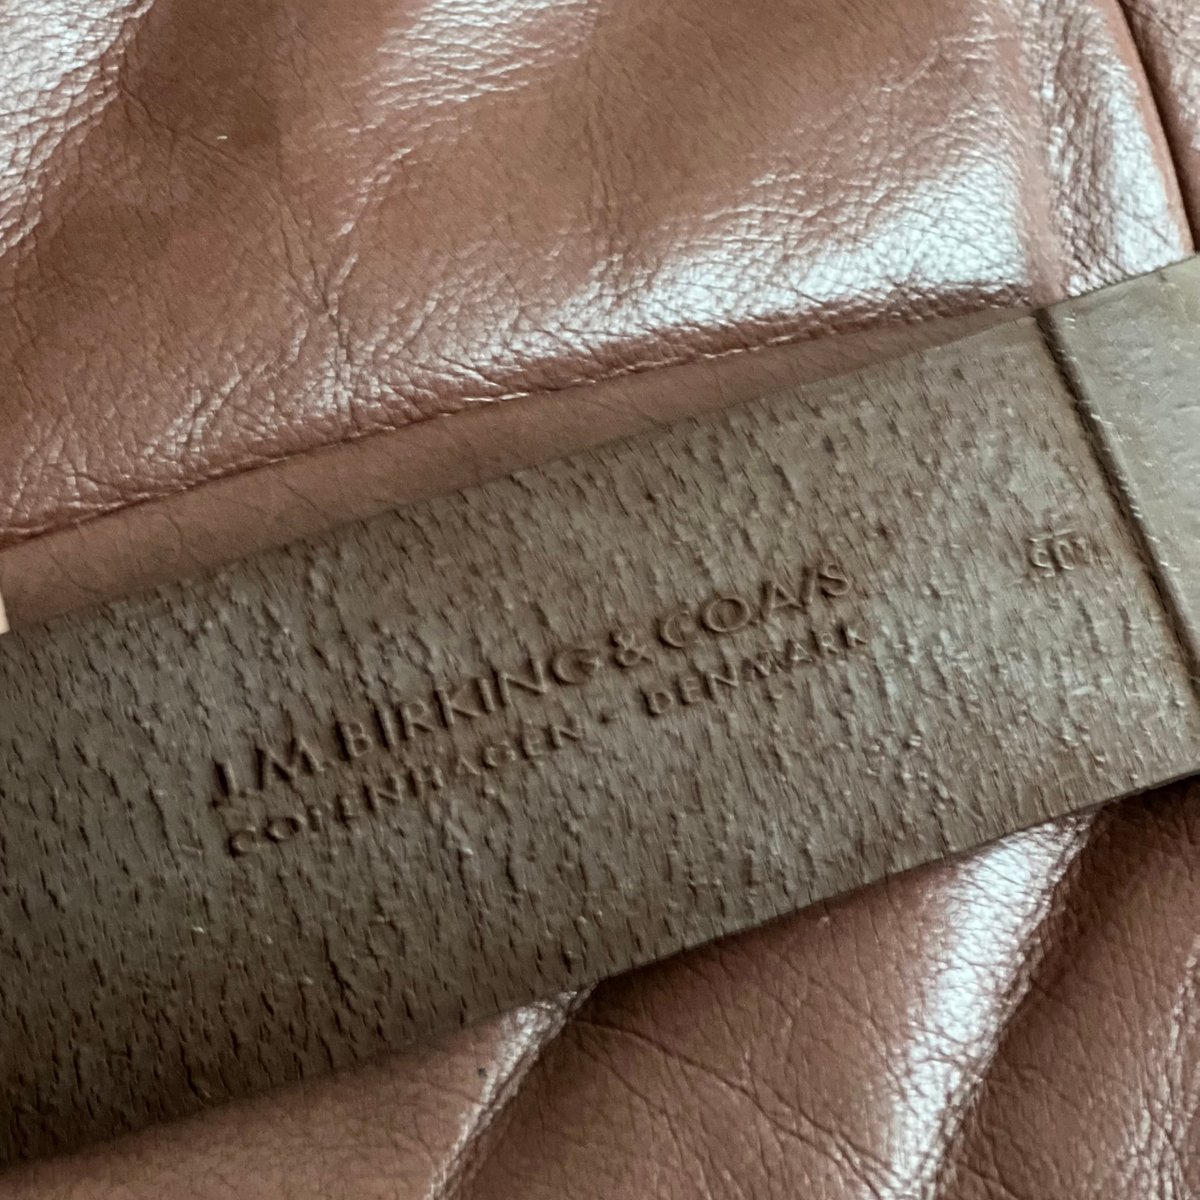 J.M.BIRKING & CO A/S
COPENHAGEN · DENMARK